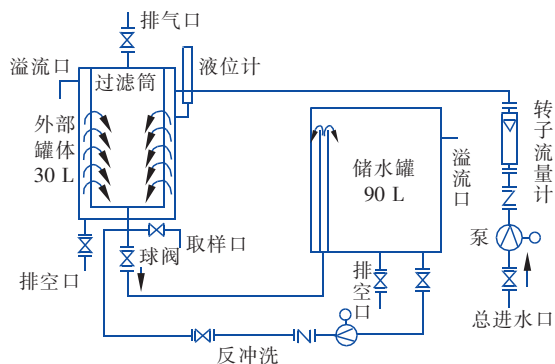 排气口
溢流口
过滤筒
液位计
外部
罐体
30 L
转子流量计
储水罐
90 L
溢流口
泵
取样口
球阀
排空口
排空口
总进水口
反冲洗